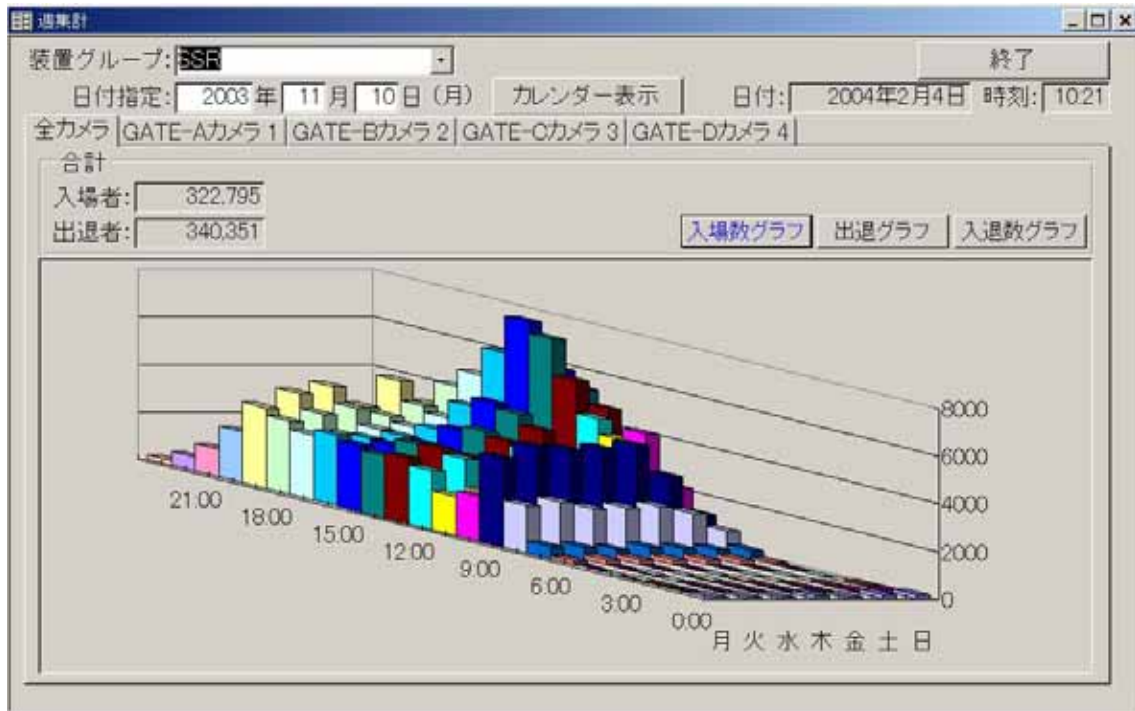 週集計
装置グループ: SSR 終了
日付指定: 2003 年 11 月 10 日 (月) カレンダー表示 日付: 2004年2月4日 時刻: 10:21
全カメラ GATE-Aカメラ 1 GATE-Bカメラ 2 GATE-Cカメラ 3 GATE-Dカメラ 4
合計
入場者: 322,795
出退者: 340,351
入場数グラフ 出退グラフ 入退数グラフ
8000
6000
4000
2000
0
21:00 18:00 15:00 12:00 9:00 6:00 3:00 0:00
月 火 水 木 金 土 日